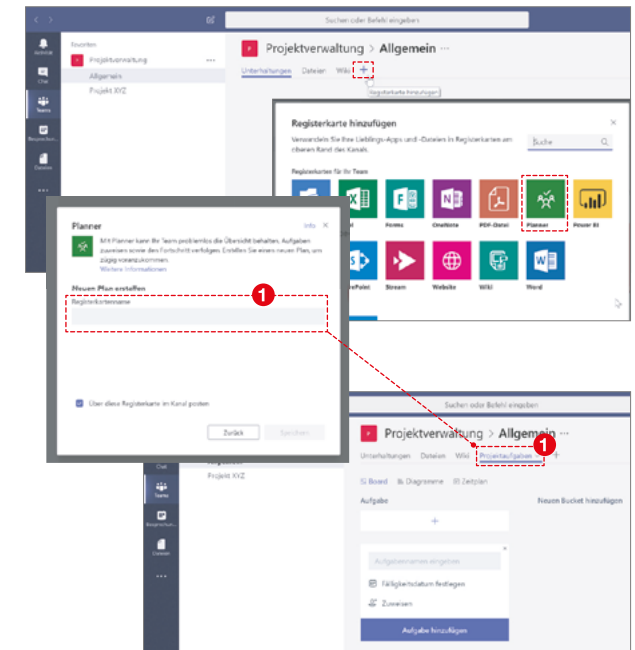 Suchen oder Befehl eingeben
Favoriten
Projektverwaltung
Allgemein
Projekt XYZ
Chat
Teams
Dateien
P
Projektverwaltung > Allgemein
Unterhaltungen Dateien Wiki +
Registerkarte hinzufügen
Registerkarte hinzufügen
Verwandeln Sie Ihre Lieblings-Apps und -Dateien in Registerkarten am
oberen Rand des Kanals.
Suche
Registerkarten für Ihr Team
Forms OneNote PDF-Datei Planner Power BI
Stream Website Wiki Word
Planner
Info
Mit Planner kann Ihr Team problemlos die Übersicht behalten, Aufgaben
zuweisen sowie den Fortschritt verfolgen. Erstellen Sie einen neuen Plan, um
zügig voranzukommen.
Weitere Informationen
Neuen Plan erstellen
Registerkartenname
1
Über diese Registerkarte im Kanal posten
Zurück Speichern
Suchen oder Befehl eingeben
Projekt XYZ
Chat
Teams
Dateien
P
Projektverwaltung > Allgemein
Unterhaltungen Dateien Wiki Projektaufgaben +
1
Board Diagramme Zeitplan
Aufgabe Neuen Bucket hinzufügen
+
Aufgabennamen eingeben
Fälligkeitsdatum festlegen
Zuweisen
Aufgabe hinzufügen